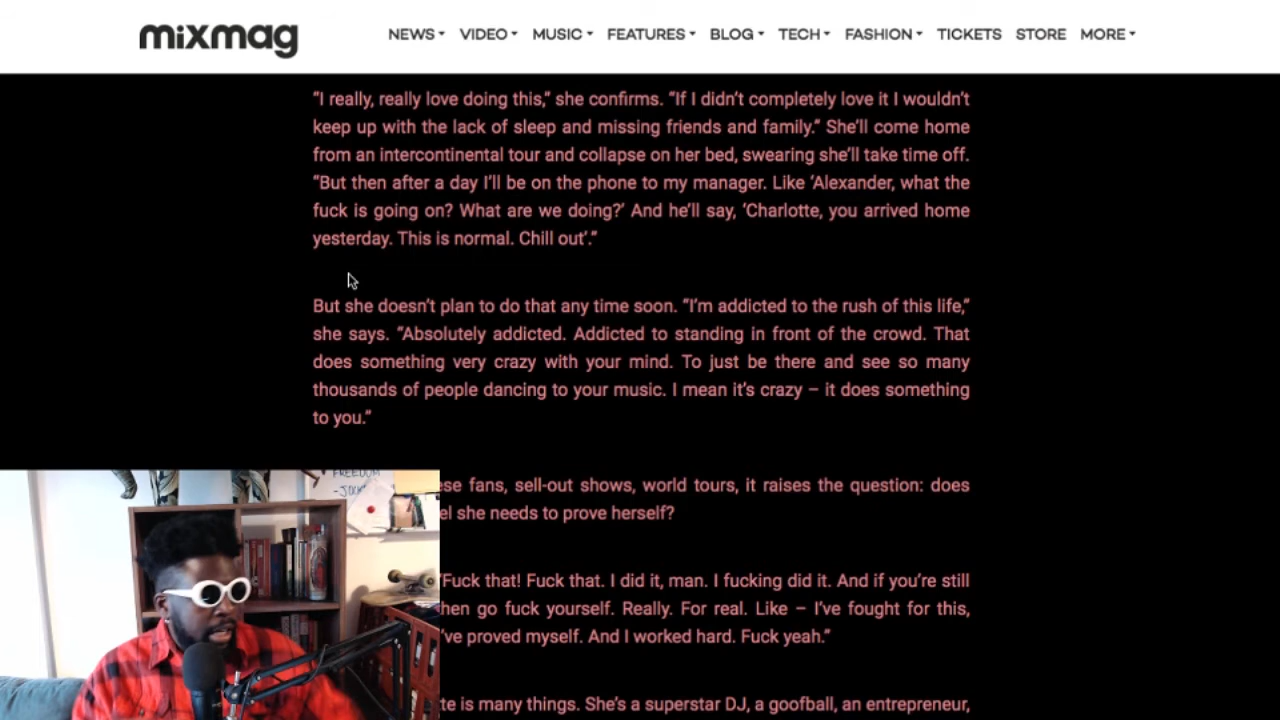 mixmag
NEWS VIDEO MUSIC FEATURES BLOG TECH FASHION TICKETS STORE MORE
“I really, really love doing this,” she confirms. “If I didn’t completely love it I wouldn’t
keep up with the lack of sleep and missing friends and family.” She’ll come home
from an intercontinental tour and collapse on her bed, swearing she’ll take time off.
“But then after a day I’ll be on the phone to my manager. Like ‘Alexander, what the
fuck is going on? What are we doing?’ And he’ll say, ‘Charlotte, you arrived home
yesterday. This is normal. Chill out’.”
But she doesn’t plan to do that any time soon. “I’m addicted to the rush of this life,”
she says. “Absolutely addicted. Addicted to standing in front of the crowd. That
does something very crazy with your mind. To just be there and see so many
thousands of people dancing to your music. I mean it’s crazy – it does something
to you.”
FREEDOM
ese fans, sell-out shows, world tours, it raises the question: does
el she needs to prove herself?
“Fuck that! Fuck that. I did it, man. I fucking did it. And if you’re still
hen go fuck yourself. Really. For real. Like – I’ve fought for this,
’ve proved myself. And I worked hard. Fuck yeah.”
te is many things. She’s a superstar DJ, a goofball, an entrepreneur,